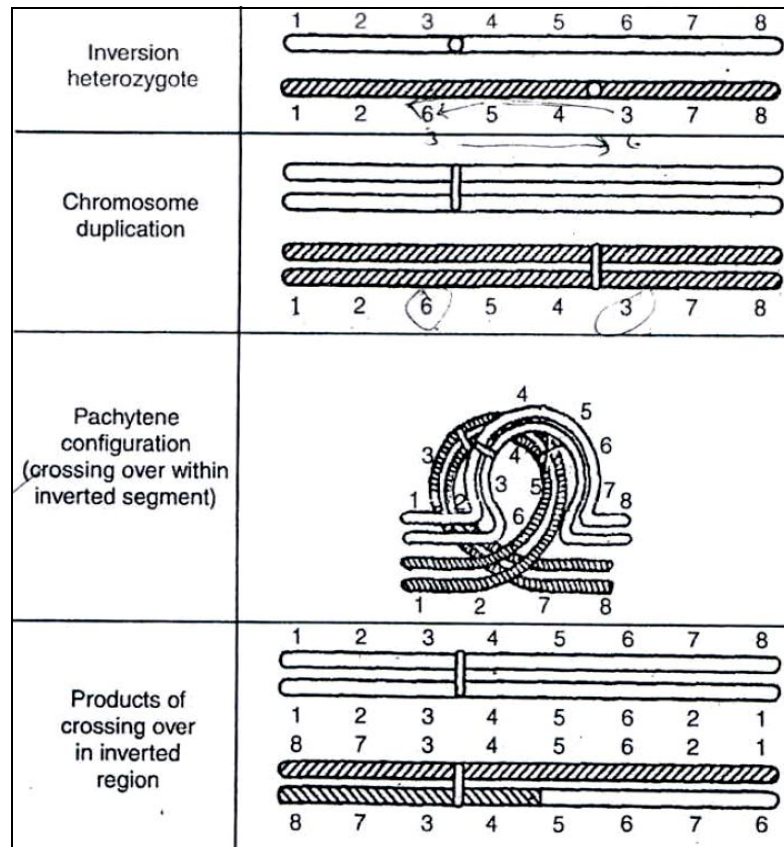 1 2 3 4 5 6 7 8
Inversion
heterozygote
1 2 6 5 4 3 7 8
3 6
Chromosome
duplication
1 2 6 5 4 3 7 8
Pachytene
configuration
(crossing over within
inverted segment)
4
5
3 4 6
3 5 7
1 2 6 8
1 2 7 8
1 2 3 4 5 6 7 8
Products of
crossing over
in inverted
region
1 2 3 4 5 6 2 1
8 7 3 4 5 6 2 1
8 7 3 4 5 6 7 6